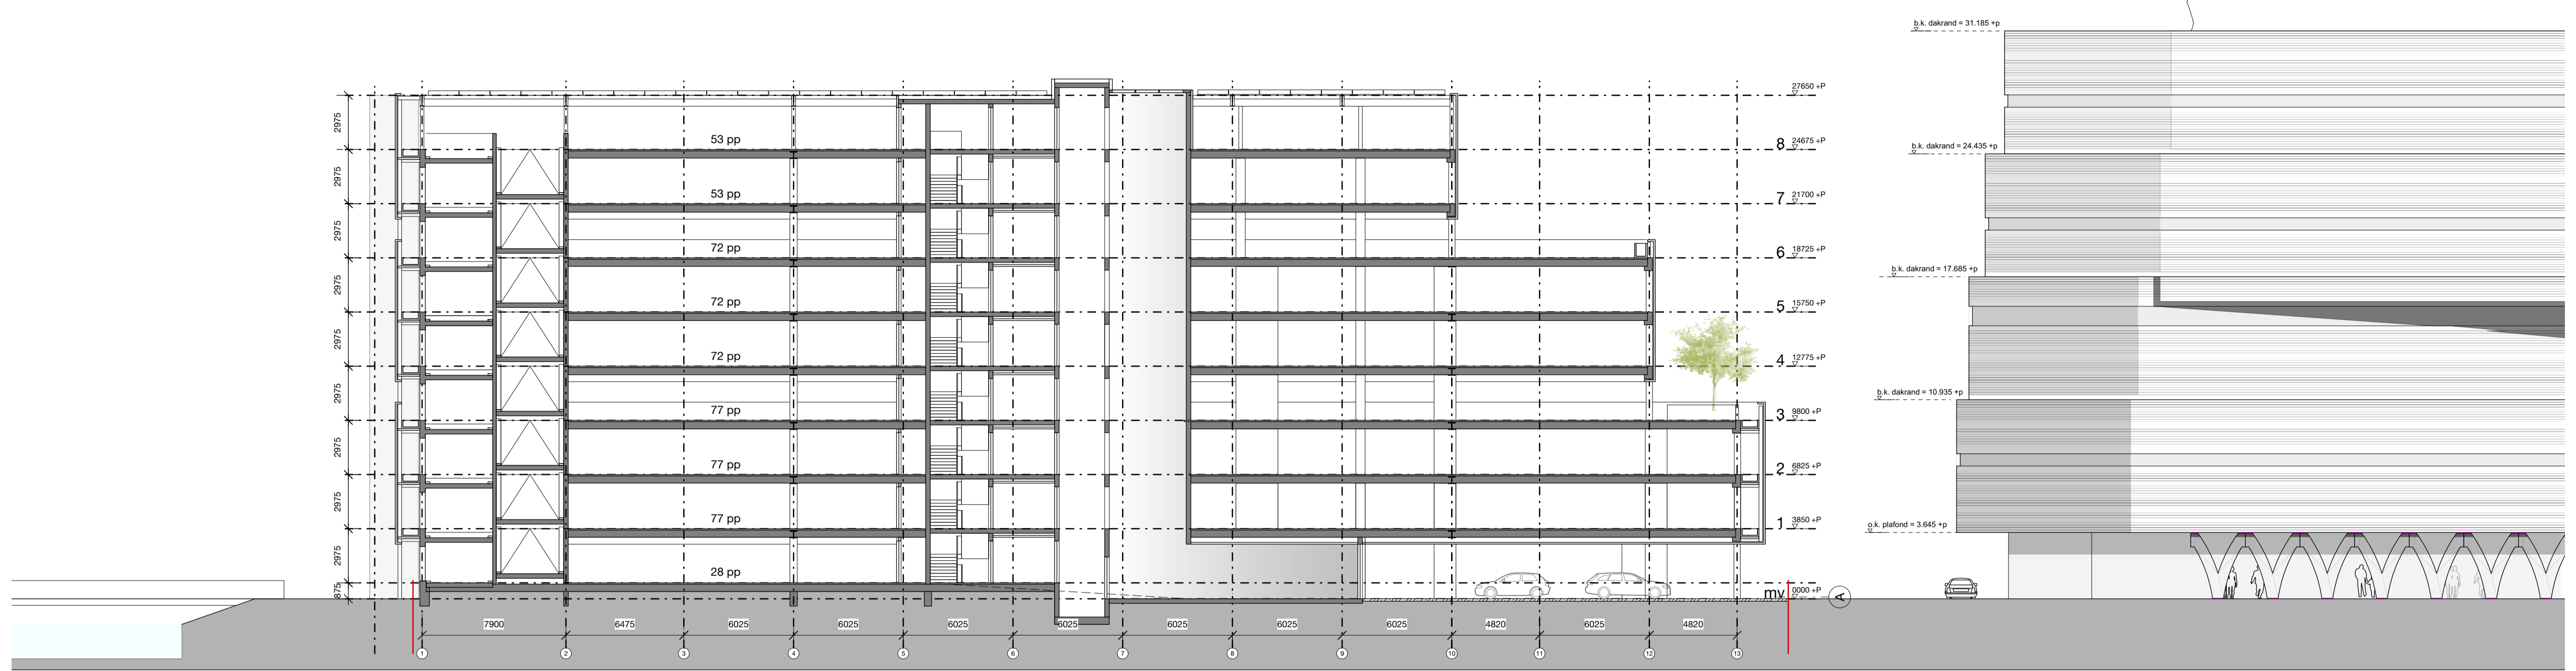 b.k. dakrand = 31.185 +p
27650 +P
2975
53 pp
8 24675 +P
b.k. dakrand = 24.435 +p
2975
53 pp
7 21700 +P
2975
72 pp
6 18725 +P
b.k. dakrand = 17.685 +p
2975
72 pp
5 15750 +P
2975
72 pp
4 12775 +P
b.k. dakrand = 10.935 +p
2975
77 pp
3 9800 +P
2975
77 pp
2 6825 +P
2975
77 pp
1 3850 +P
o.k. plafond = 3.645 +p
2975
28 pp
875
mv 0000 +P
A
7900 6475 6025 6025 6025 6025 6025 6025 6025 4820 6025 4820
1 2 3 4 5 6 7 8 9 10 11 12 13